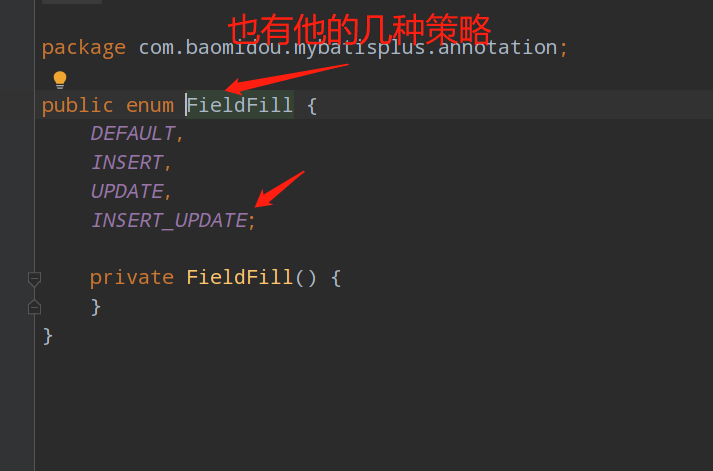 也有他的几种策略
package com.baomidou.mybatisplus.annotation;
public enum FieldFill {
DEFAULT,
INSERT,
UPDATE,
INSERT_UPDATE;
private FieldFill() {
}
}